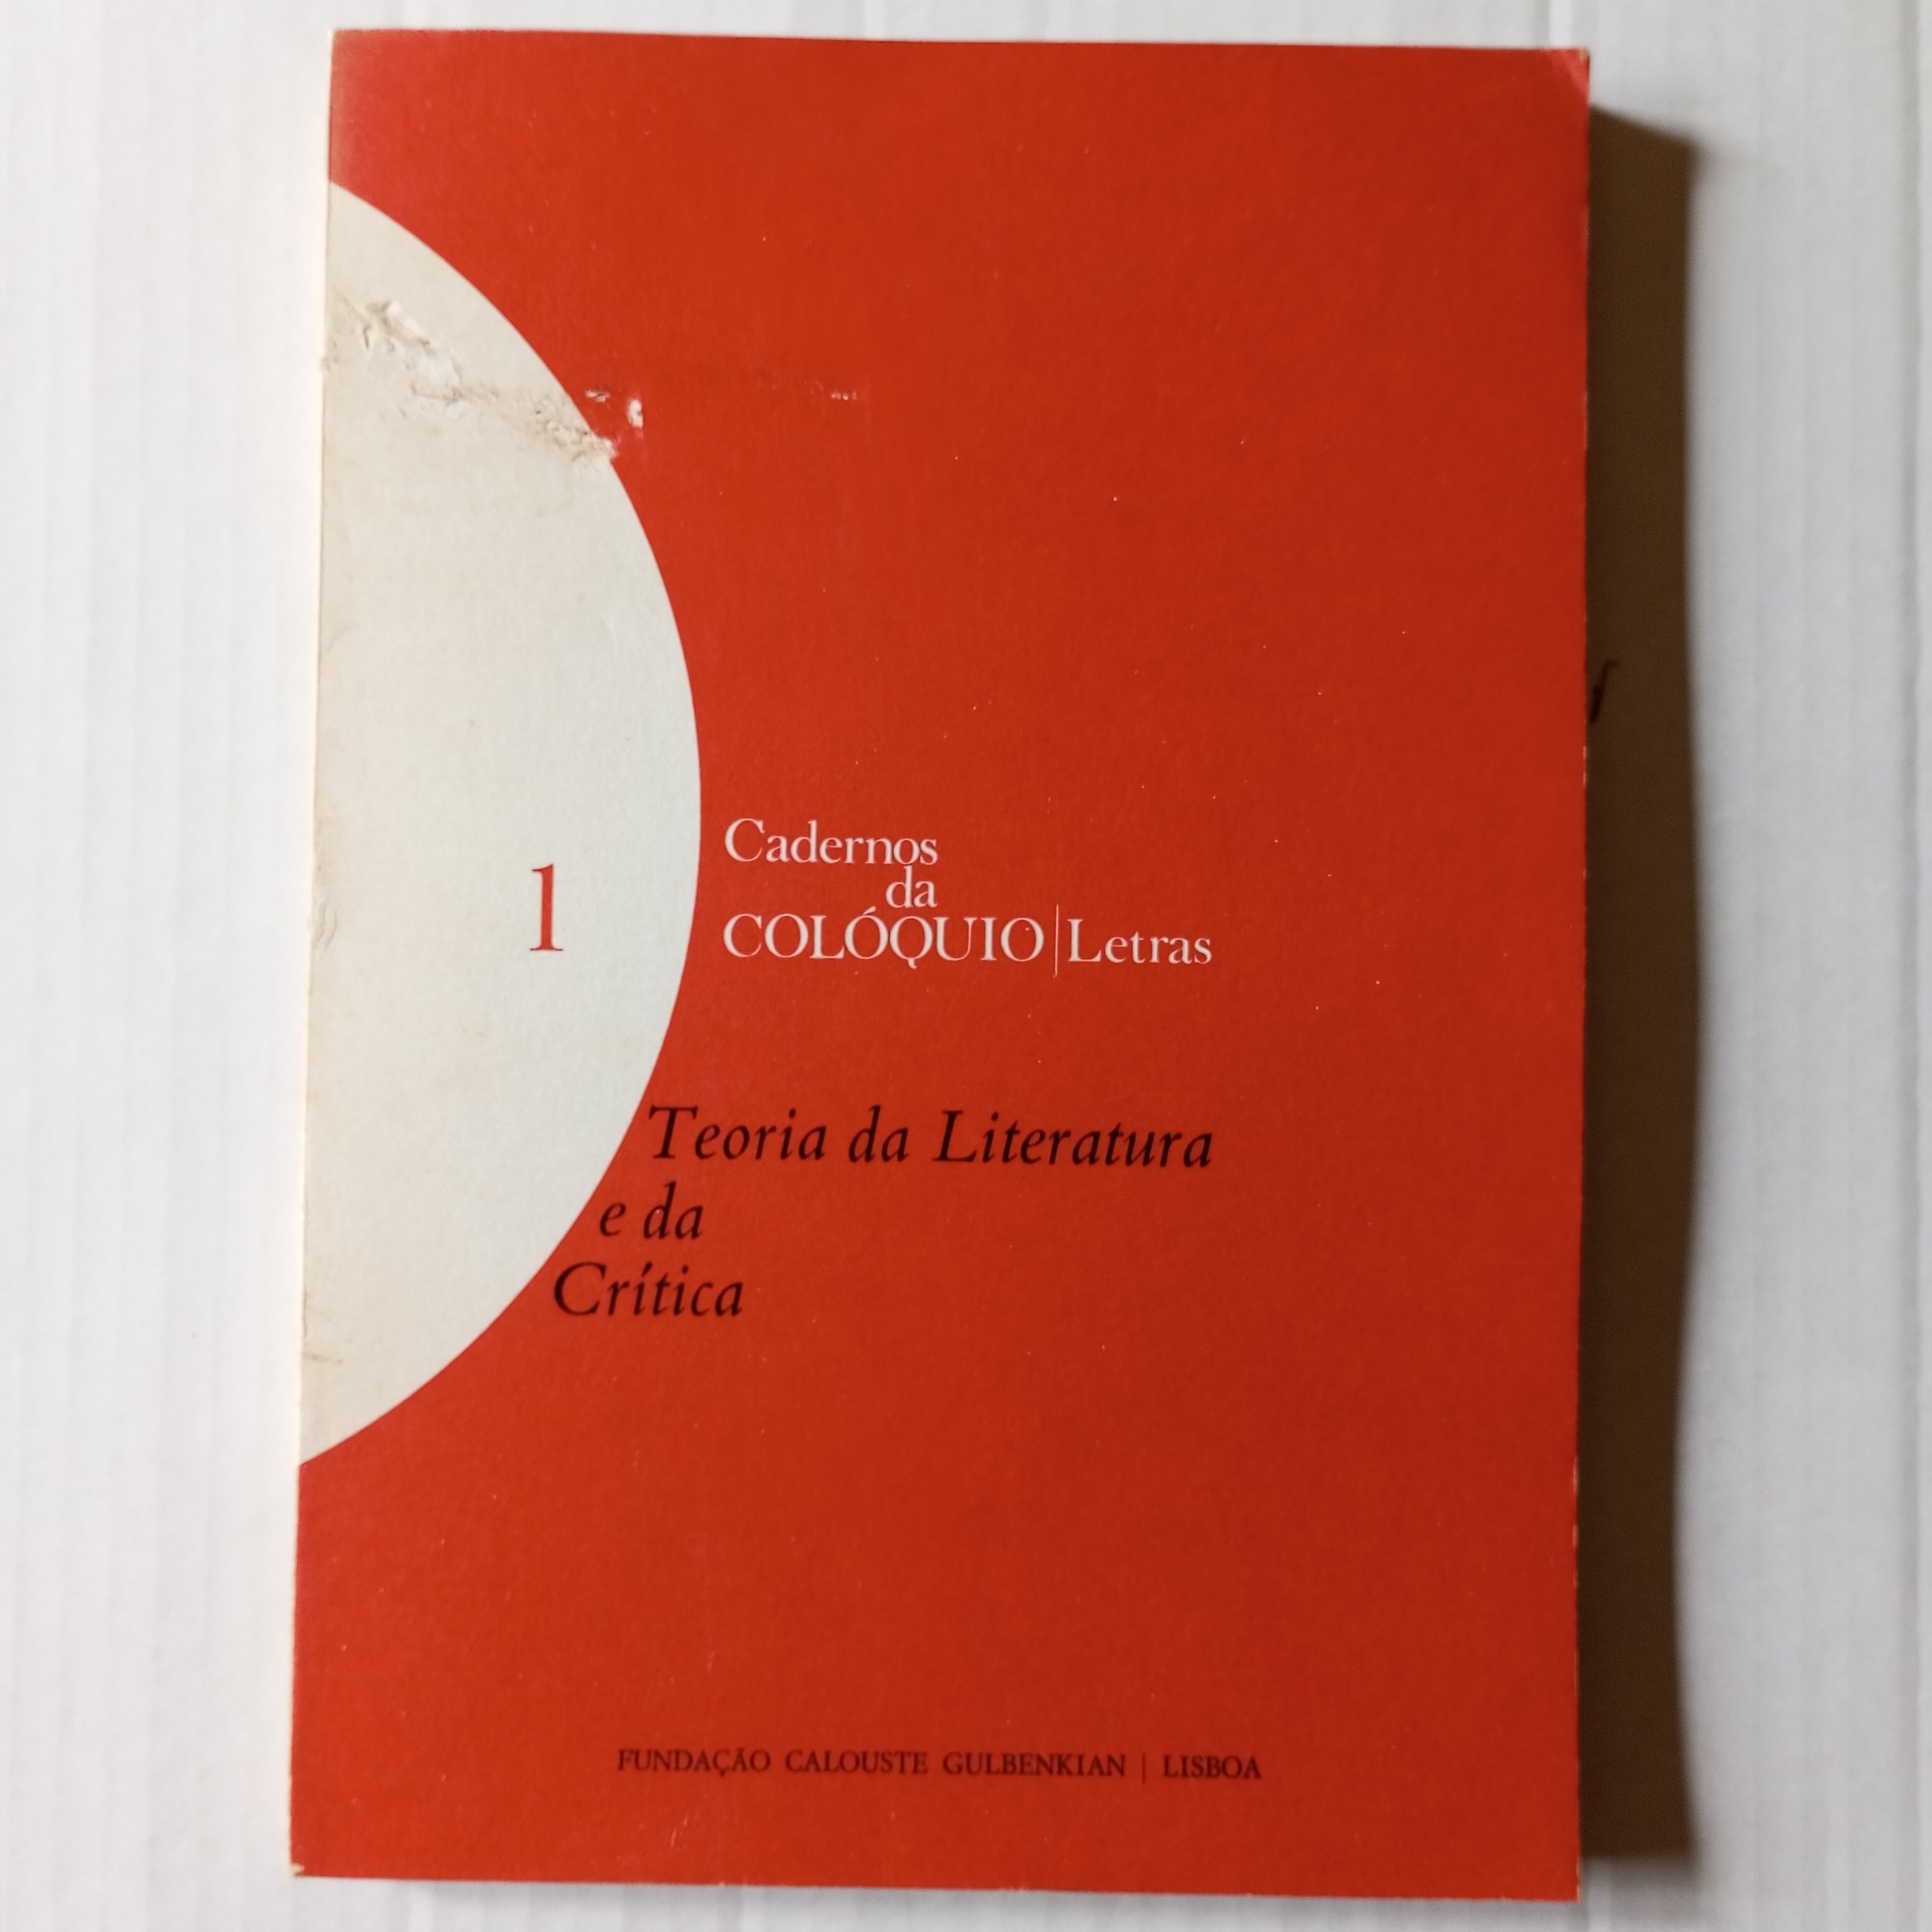 1
Cadernos
da
COLÓQUIO|Letras
Teoria da Literatura
e da
Crítica
FUNDAÇÃO CALOUSTE GULBENKIAN | LISBOA